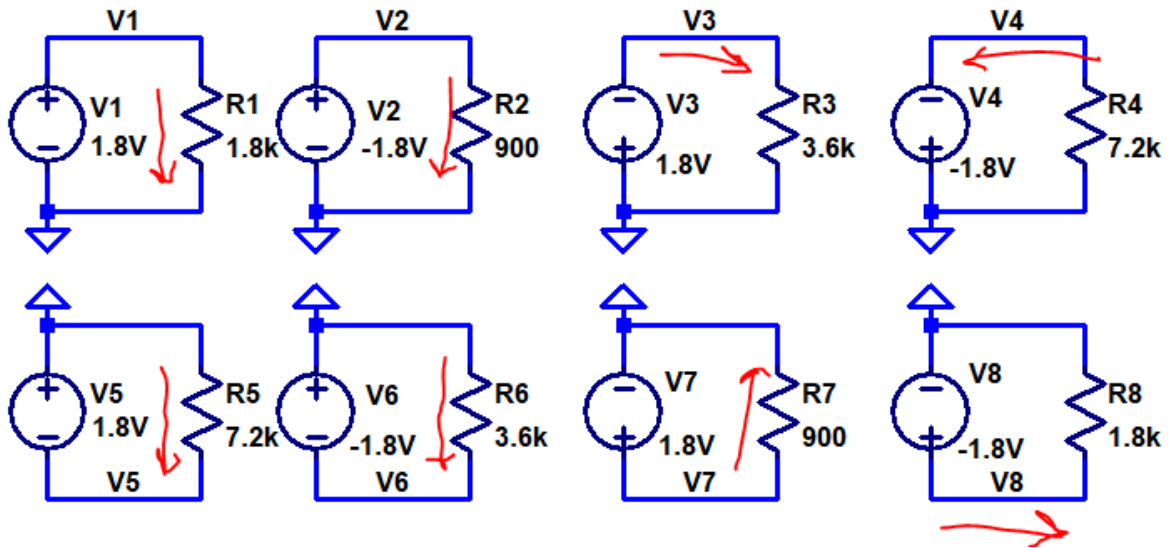 V1 V2 V3 V4
V1 R1 V2 R2 V3 R3 V4 R4
1.8V 1.8k -1.8V 900 1.8V 3.6k -1.8V 7.2k
V5 R5 V6 R6 V7 R7 V8 R8
1.8V 7.2k -1.8V 3.6k 1.8V 900 -1.8V 1.8k
V5 V6 V7 V8